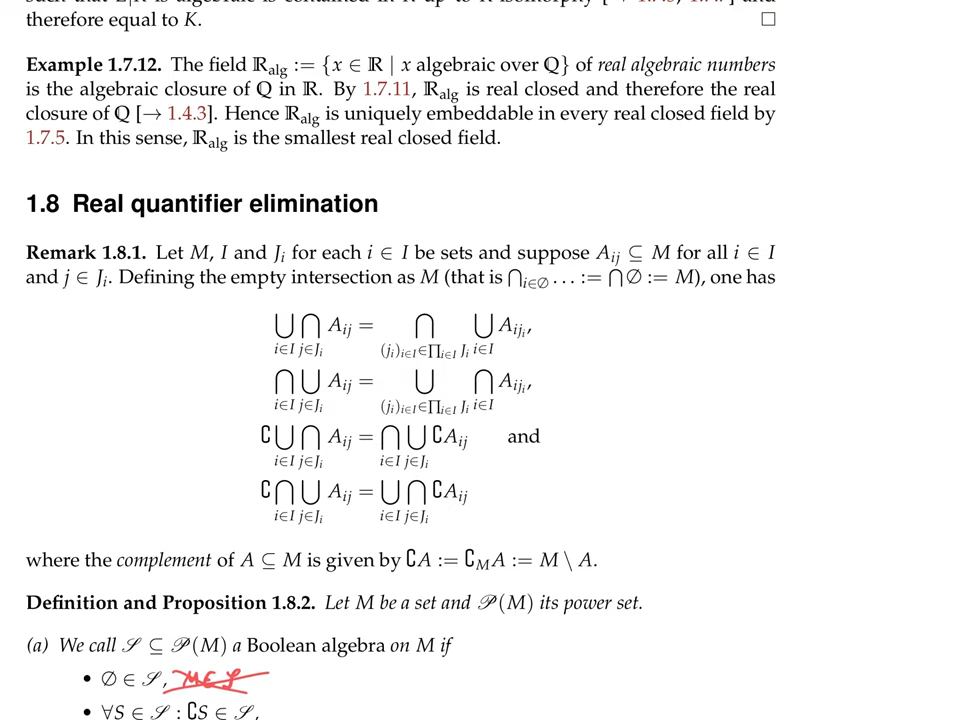 therefore equal to K. □
Example 1.7.12. The field ℝ_alg := {x ∈ ℝ | x algebraic over ℚ} of real algebraic numbers
is the algebraic closure of ℚ in ℝ. By 1.7.11, ℝ_alg is real closed and therefore the real
closure of ℚ [→ 1.4.3]. Hence ℝ_alg is uniquely embeddable in every real closed field by
1.7.5. In this sense, ℝ_alg is the smallest real closed field.
1.8 Real quantifier elimination
Remark 1.8.1. Let M, I and J_i for each i ∈ I be sets and suppose A_ij ⊆ M for all i ∈ I
and j ∈ J_i. Defining the empty intersection as M (that is ⋂_{i∈∅} ... := ⋂∅ := M), one has
⋃_{i∈I} ⋂_{j∈J_i} A_ij = ⋂_{(j_i)_{i∈I}∈∏_{i∈I} J_i} ⋃_{i∈I} A_{ij_i},
⋂_{i∈I} ⋃_{j∈J_i} A_ij = ⋃_{(j_i)_{i∈I}∈∏_{i∈I} J_i} ⋂_{i∈I} A_{ij_i},
∁⋃_{i∈I} ⋂_{j∈J_i} A_ij = ⋂_{i∈I} ⋃_{j∈J_i} ∁A_ij and
∁⋂_{i∈I} ⋃_{j∈J_i} A_ij = ⋃_{i∈I} ⋂_{j∈J_i} ∁A_ij
where the complement of A ⊆ M is given by ∁A := ∁_M A := M \ A.
Definition and Proposition 1.8.2. Let M be a set and 𝒫(M) its power set.
(a) We call 𝒮 ⊆ 𝒫(M) a Boolean algebra on M if
• ∅ ∈ 𝒮, M∈𝒮
• ∀S ∈ 𝒮 : ∁S ∈ 𝒮,